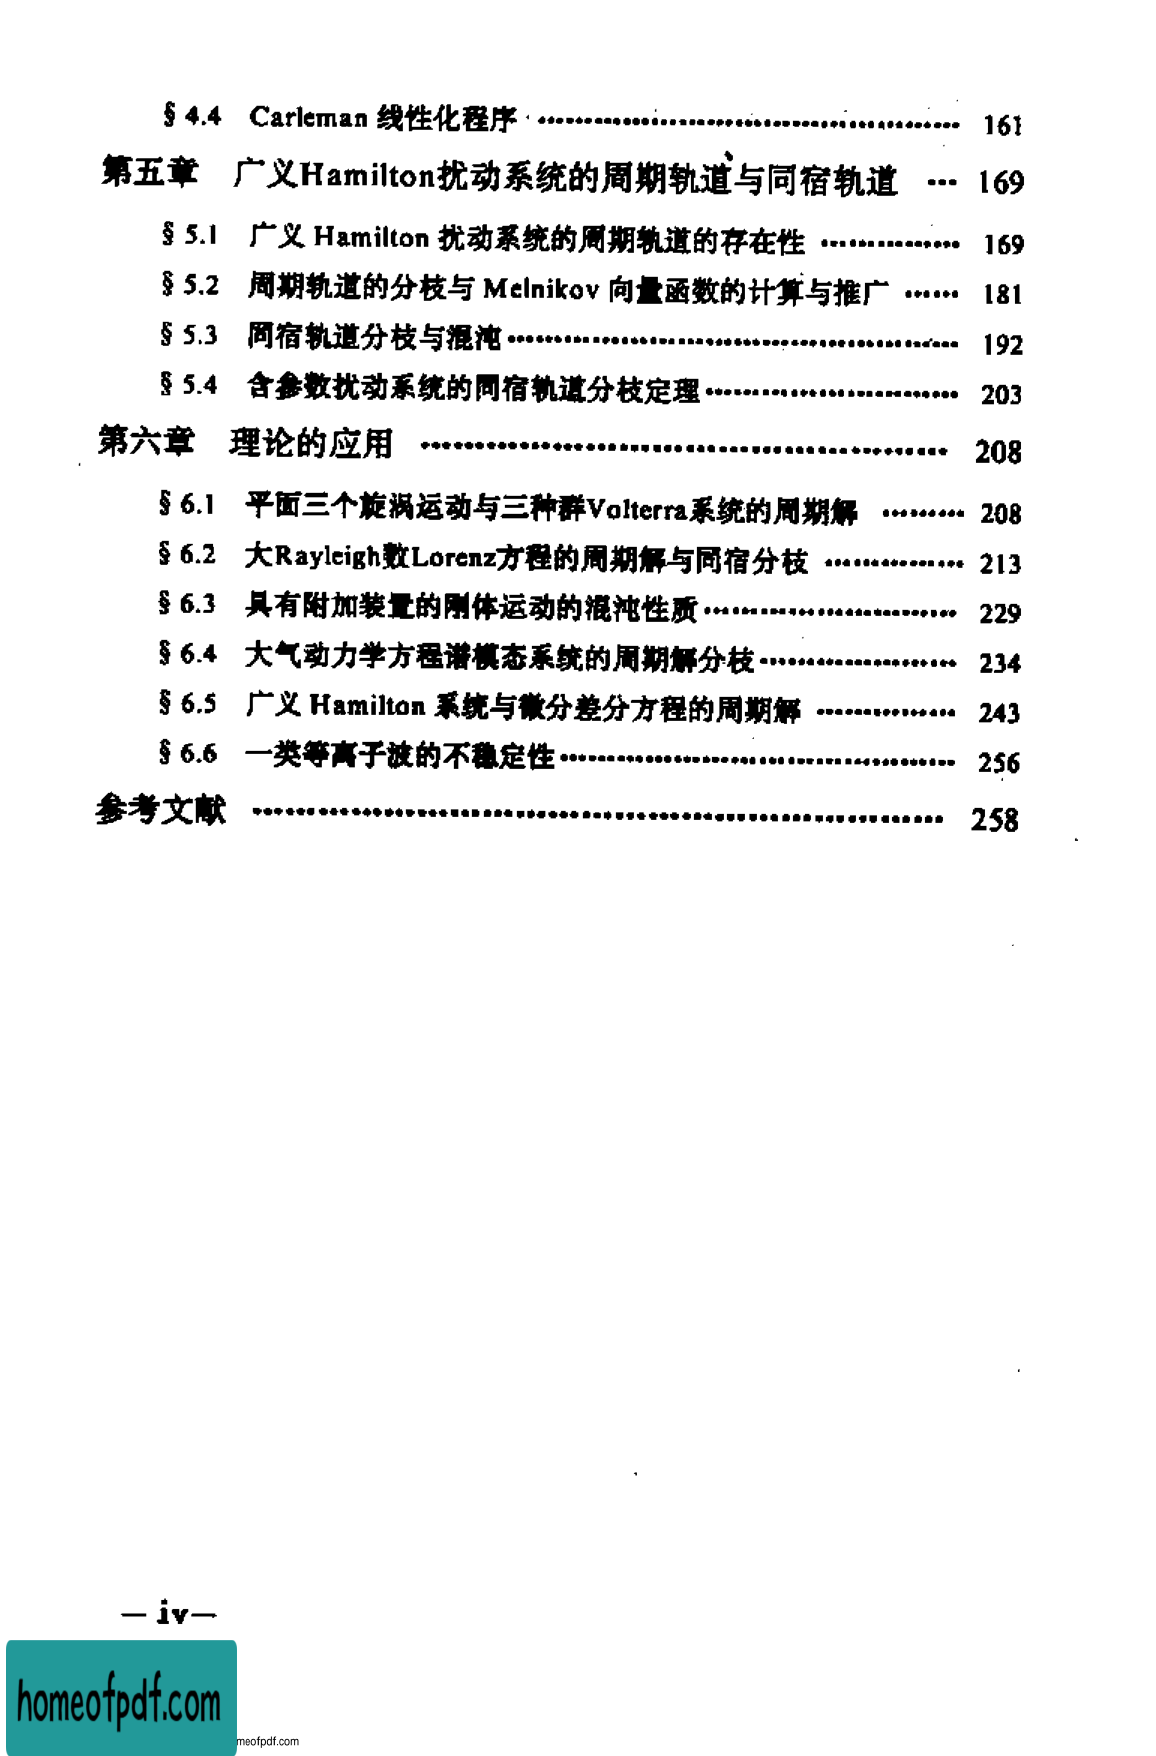 § 4.4 Carleman 线性化程序 ………………………………… 161
第五章 广义Hamilton扰动系统的周期轨道与同宿轨道 … 169
§ 5.1 广义 Hamilton 扰动系统的周期轨道的存在性 ………… 169
§ 5.2 周期轨道的分枝与 Melnikov 向量函数的计算与推广 …… 181
§ 5.3 同宿轨道分枝与混沌 ………………………………… 192
§ 5.4 含参数扰动系统的同宿轨道分枝定理 ………………… 203
第六章 理论的应用 ………………………………… 208
§ 6.1 平面三个旋涡运动与三种群Volterra系统的周期解 ……… 208
§ 6.2 大Rayleigh数Lorenz方程的周期解与同宿分枝 ………… 213
§ 6.3 具有附加装置的刚体运动的混沌性质 ………………… 229
§ 6.4 大气动力学方程谱模态系统的周期解分枝 …………… 234
§ 6.5 广义 Hamilton 系统与微分差分方程的周期解 ………… 243
§ 6.6 一类等离子波的不稳定性 ………………………… 256
参考文献 ………………………………………… 258
— iv —
homeofpdf.com
meofpdf.com